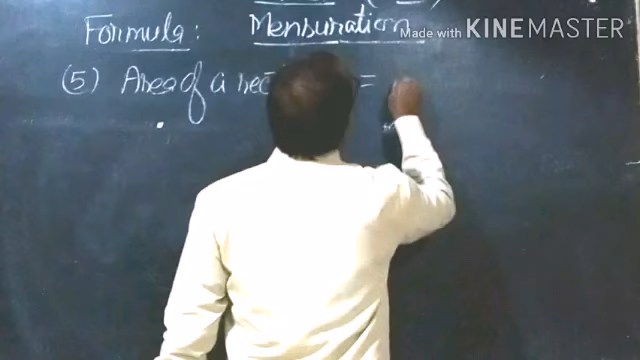 Made with KINEMASTER
Formula: Mensuration
(5) Area of a rec =